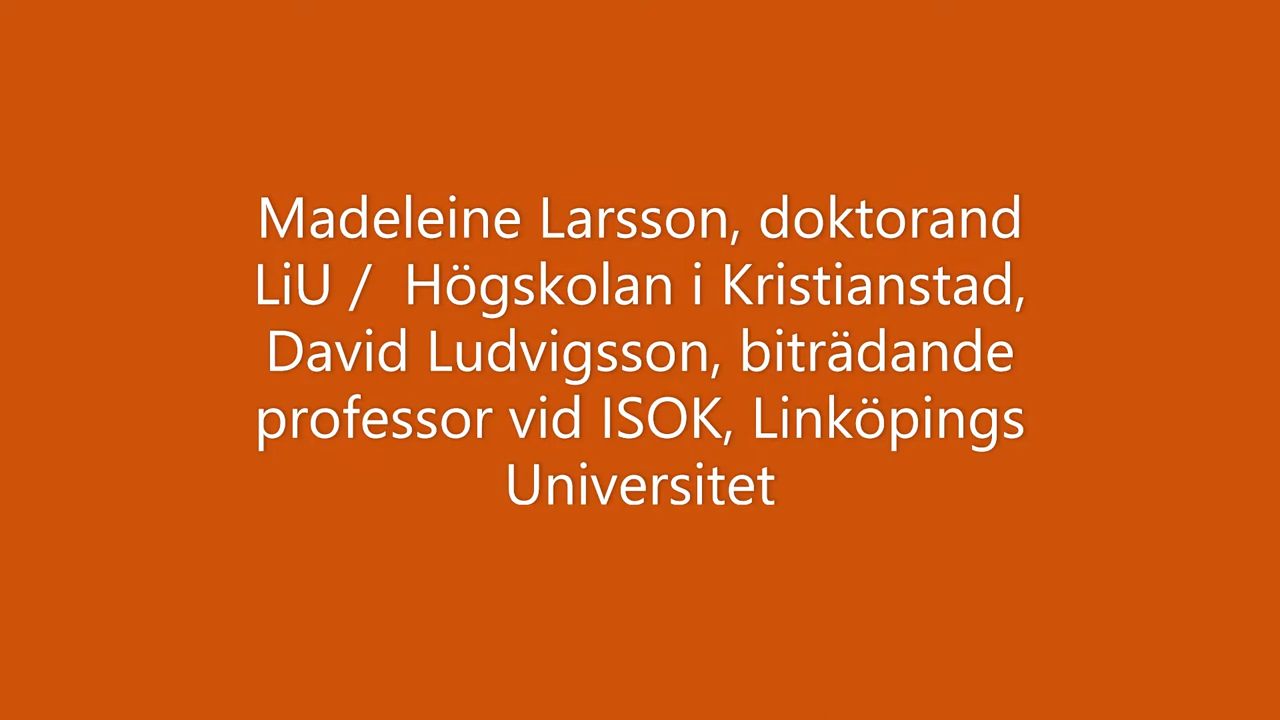 Madeleine Larsson, doktorand
LiU /  Högskolan i Kristianstad,
David Ludvigsson, biträdande
professor vid ISOK, Linköpings
Universitet